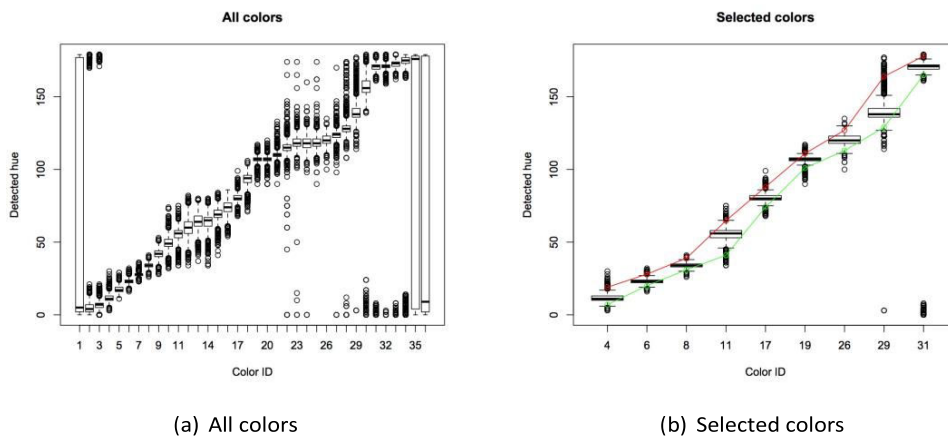 All colors
Detected hue
0 50 100 150
1 3 5 7 9 11 14 17 20 23 26 29 32 35
Color ID
(a) All colors
Selected colors
Detected hue
0 50 100 150
4 6 8 11 17 19 26 29 31
Color ID
(b) Selected colors